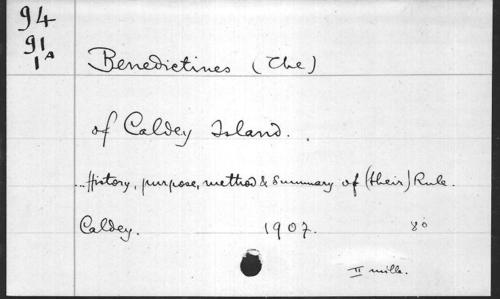 94
91
1A
Benedictines (The)
of Caldey Island.
...History, purpose, method & Summary of (their) Rule.
Caldey. 1907. 8o
II mille.